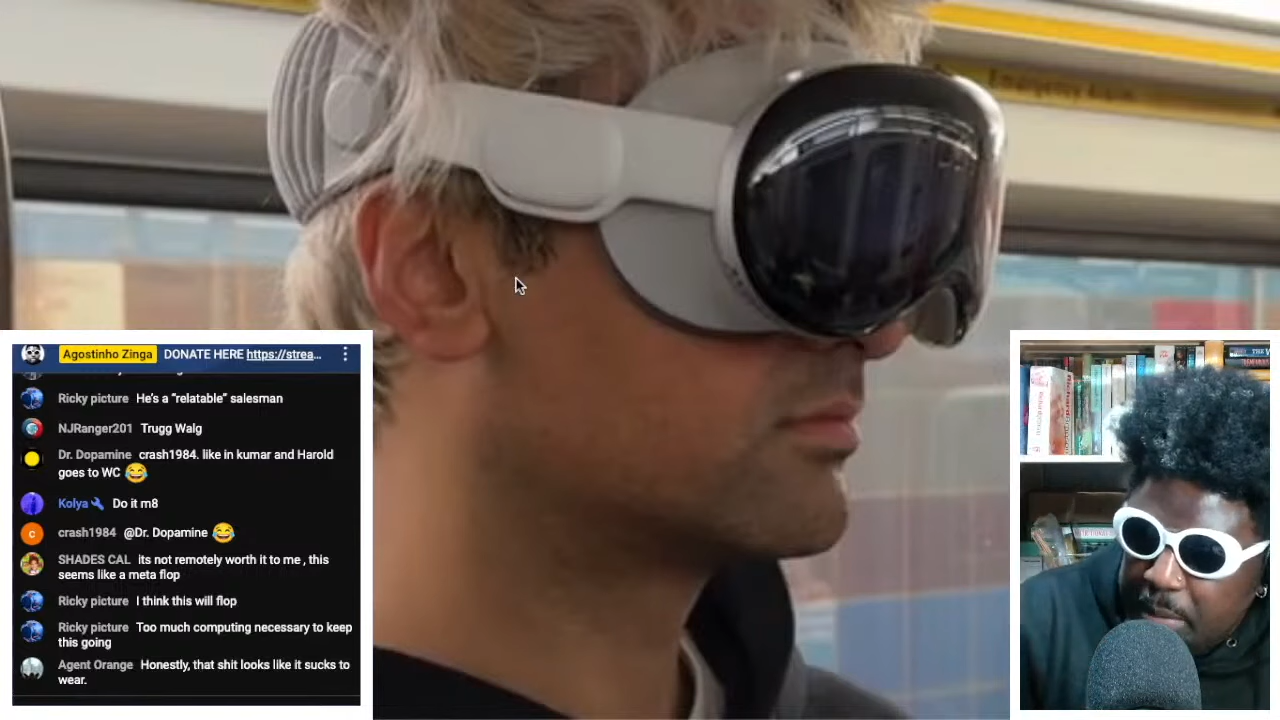 Agostinho Zinga DONATE HERE https://strea...
Ricky picture He's a "relatable" salesman
NJRanger201 Trugg Walg
Dr. Dopamine crash1984. like in kumar and Harold
goes to WC 😂
Kolya Do it m8
c crash1984 @Dr. Dopamine 😂
SHADES CAL its not remotely worth it to me , this
seems like a meta flop
Ricky picture I think this will flop
Ricky picture Too much computing necessary to keep
this going
Agent Orange Honestly, that shit looks like it sucks to
wear.